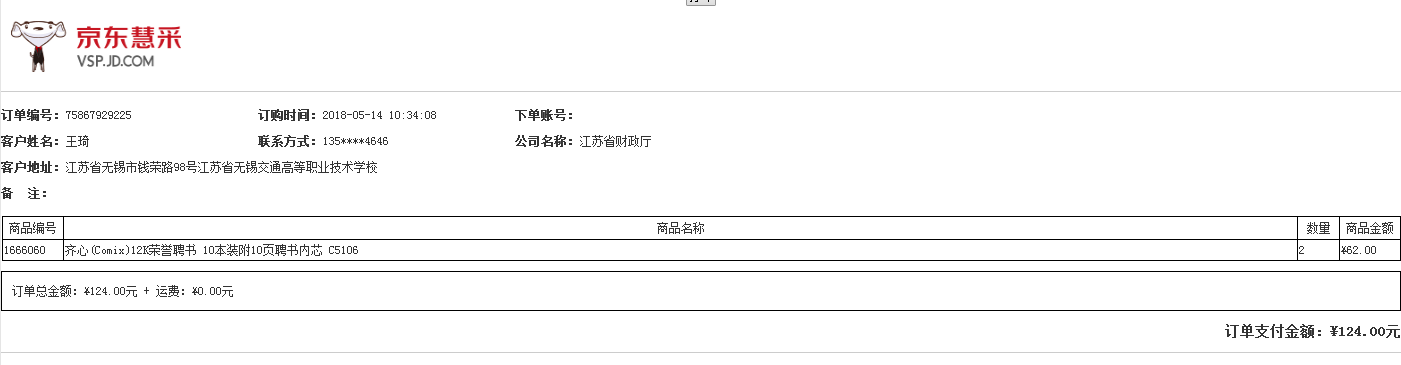 京东慧采
VSP.JD.COM
订单编号：75867929225 订购时间：2018-05-14 10:34:08 下单账号：
客户姓名：王琦 联系方式：135****4646 公司名称：江苏省财政厅
客户地址：江苏省无锡市钱荣路98号江苏省无锡交通高等职业技术学校
备 注：
商品编号 商品名称 数量 商品金额
1666060 齐心(Comix)12K荣誉聘书 10本装附10页聘书内芯 C5106 2 ¥62.00
订单总金额：¥124.00元 + 运费：¥0.00元
订单支付金额：¥124.00元